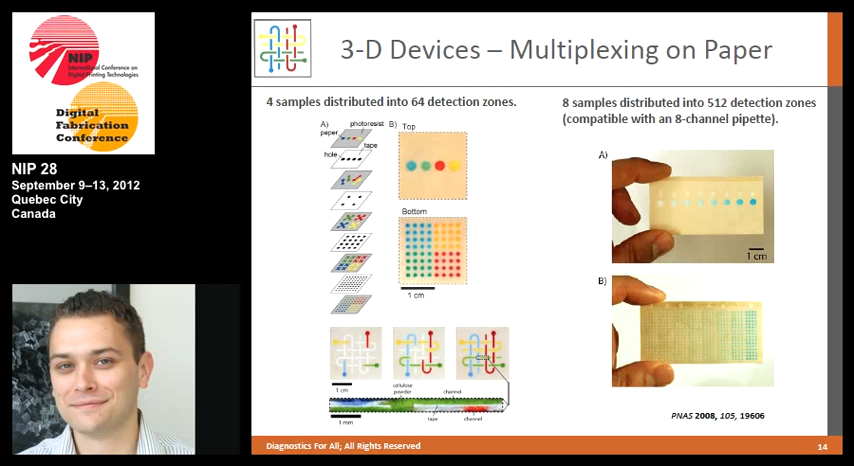 NIP
International Conference on
Digital Printing Technologies
Digital
Fabrication
Conference
NIP 28
September 9–13, 2012
Quebec City
Canada
3-D Devices – Multiplexing on Paper
4 samples distributed into 64 detection zones.
A)
photoresist
paper
tape
hole
B)
Top
Bottom
1 cm
1 cm
cellulose
powder
channel
1 mm
tape
channel
8 samples distributed into 512 detection zones
(compatible with an 8-channel pipette).
A)
1 cm
B)
PNAS 2008, 105, 19606
Diagnostics For All; All Rights Reserved
14